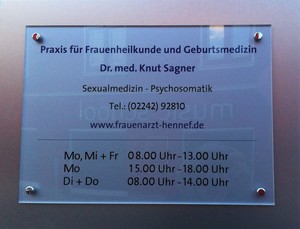 Praxis für Frauenheilkunde und Geburtsmedizin
Dr. med. Knut Sagner
Sexualmedizin - Psychosomatik
Tel.: (02242) 92810
www.frauenarzt-hennef.de
Mo, Mi + Fr 08.00 Uhr - 13.00 Uhr
Mo 15.00 Uhr - 18.00 Uhr
Di + Do 08.00 Uhr - 14.00 Uhr